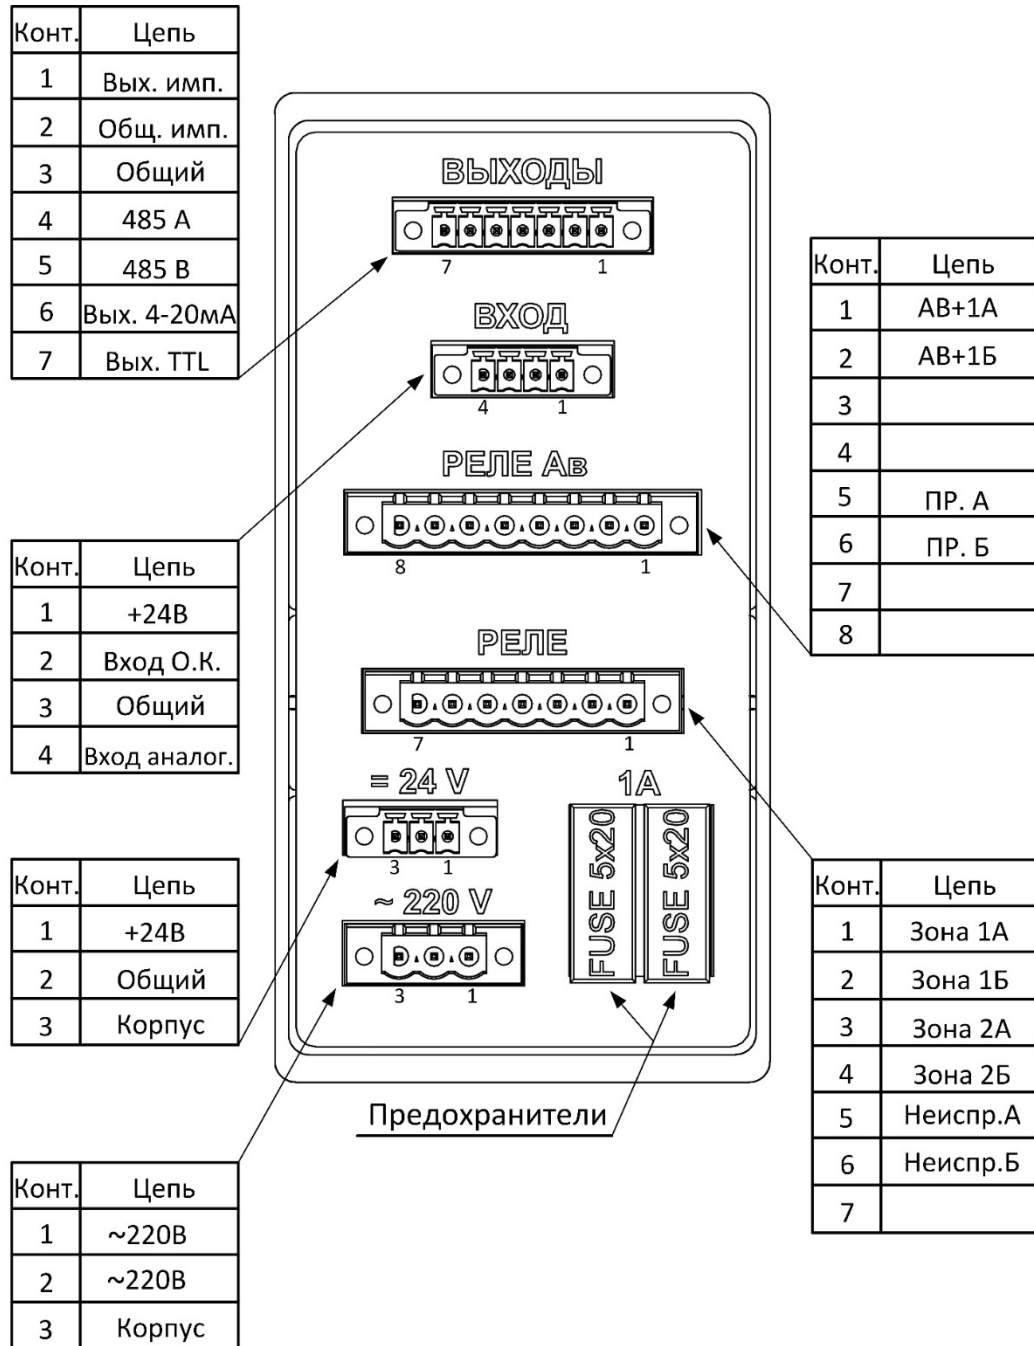 Конт. Цепь
1 Вых. имп.
2 Общ. имп.
3 Общий
4 485 А
5 485 В
6 Вых. 4-20мА
7 Вых. TTL
ВЫХОДЫ
7 1
ВХОД
4 1
РЕЛЕ Ав
8 1
РЕЛЕ
7 1
= 24 V
3 1
~ 220 V
3 1
1А
FUSE 5x20
FUSE 5x20
Предохранители
Конт. Цепь
1 АВ+1А
2 АВ+1Б
3
4
5 ПР. А
6 ПР. Б
7
8
Конт. Цепь
1 +24В
2 Вход О.К.
3 Общий
4 Вход аналог.
Конт. Цепь
1 +24В
2 Общий
3 Корпус
Конт. Цепь
1 Зона 1А
2 Зона 1Б
3 Зона 2А
4 Зона 2Б
5 Неиспр.А
6 Неиспр.Б
7
Конт. Цепь
1 ~220В
2 ~220В
3 Корпус